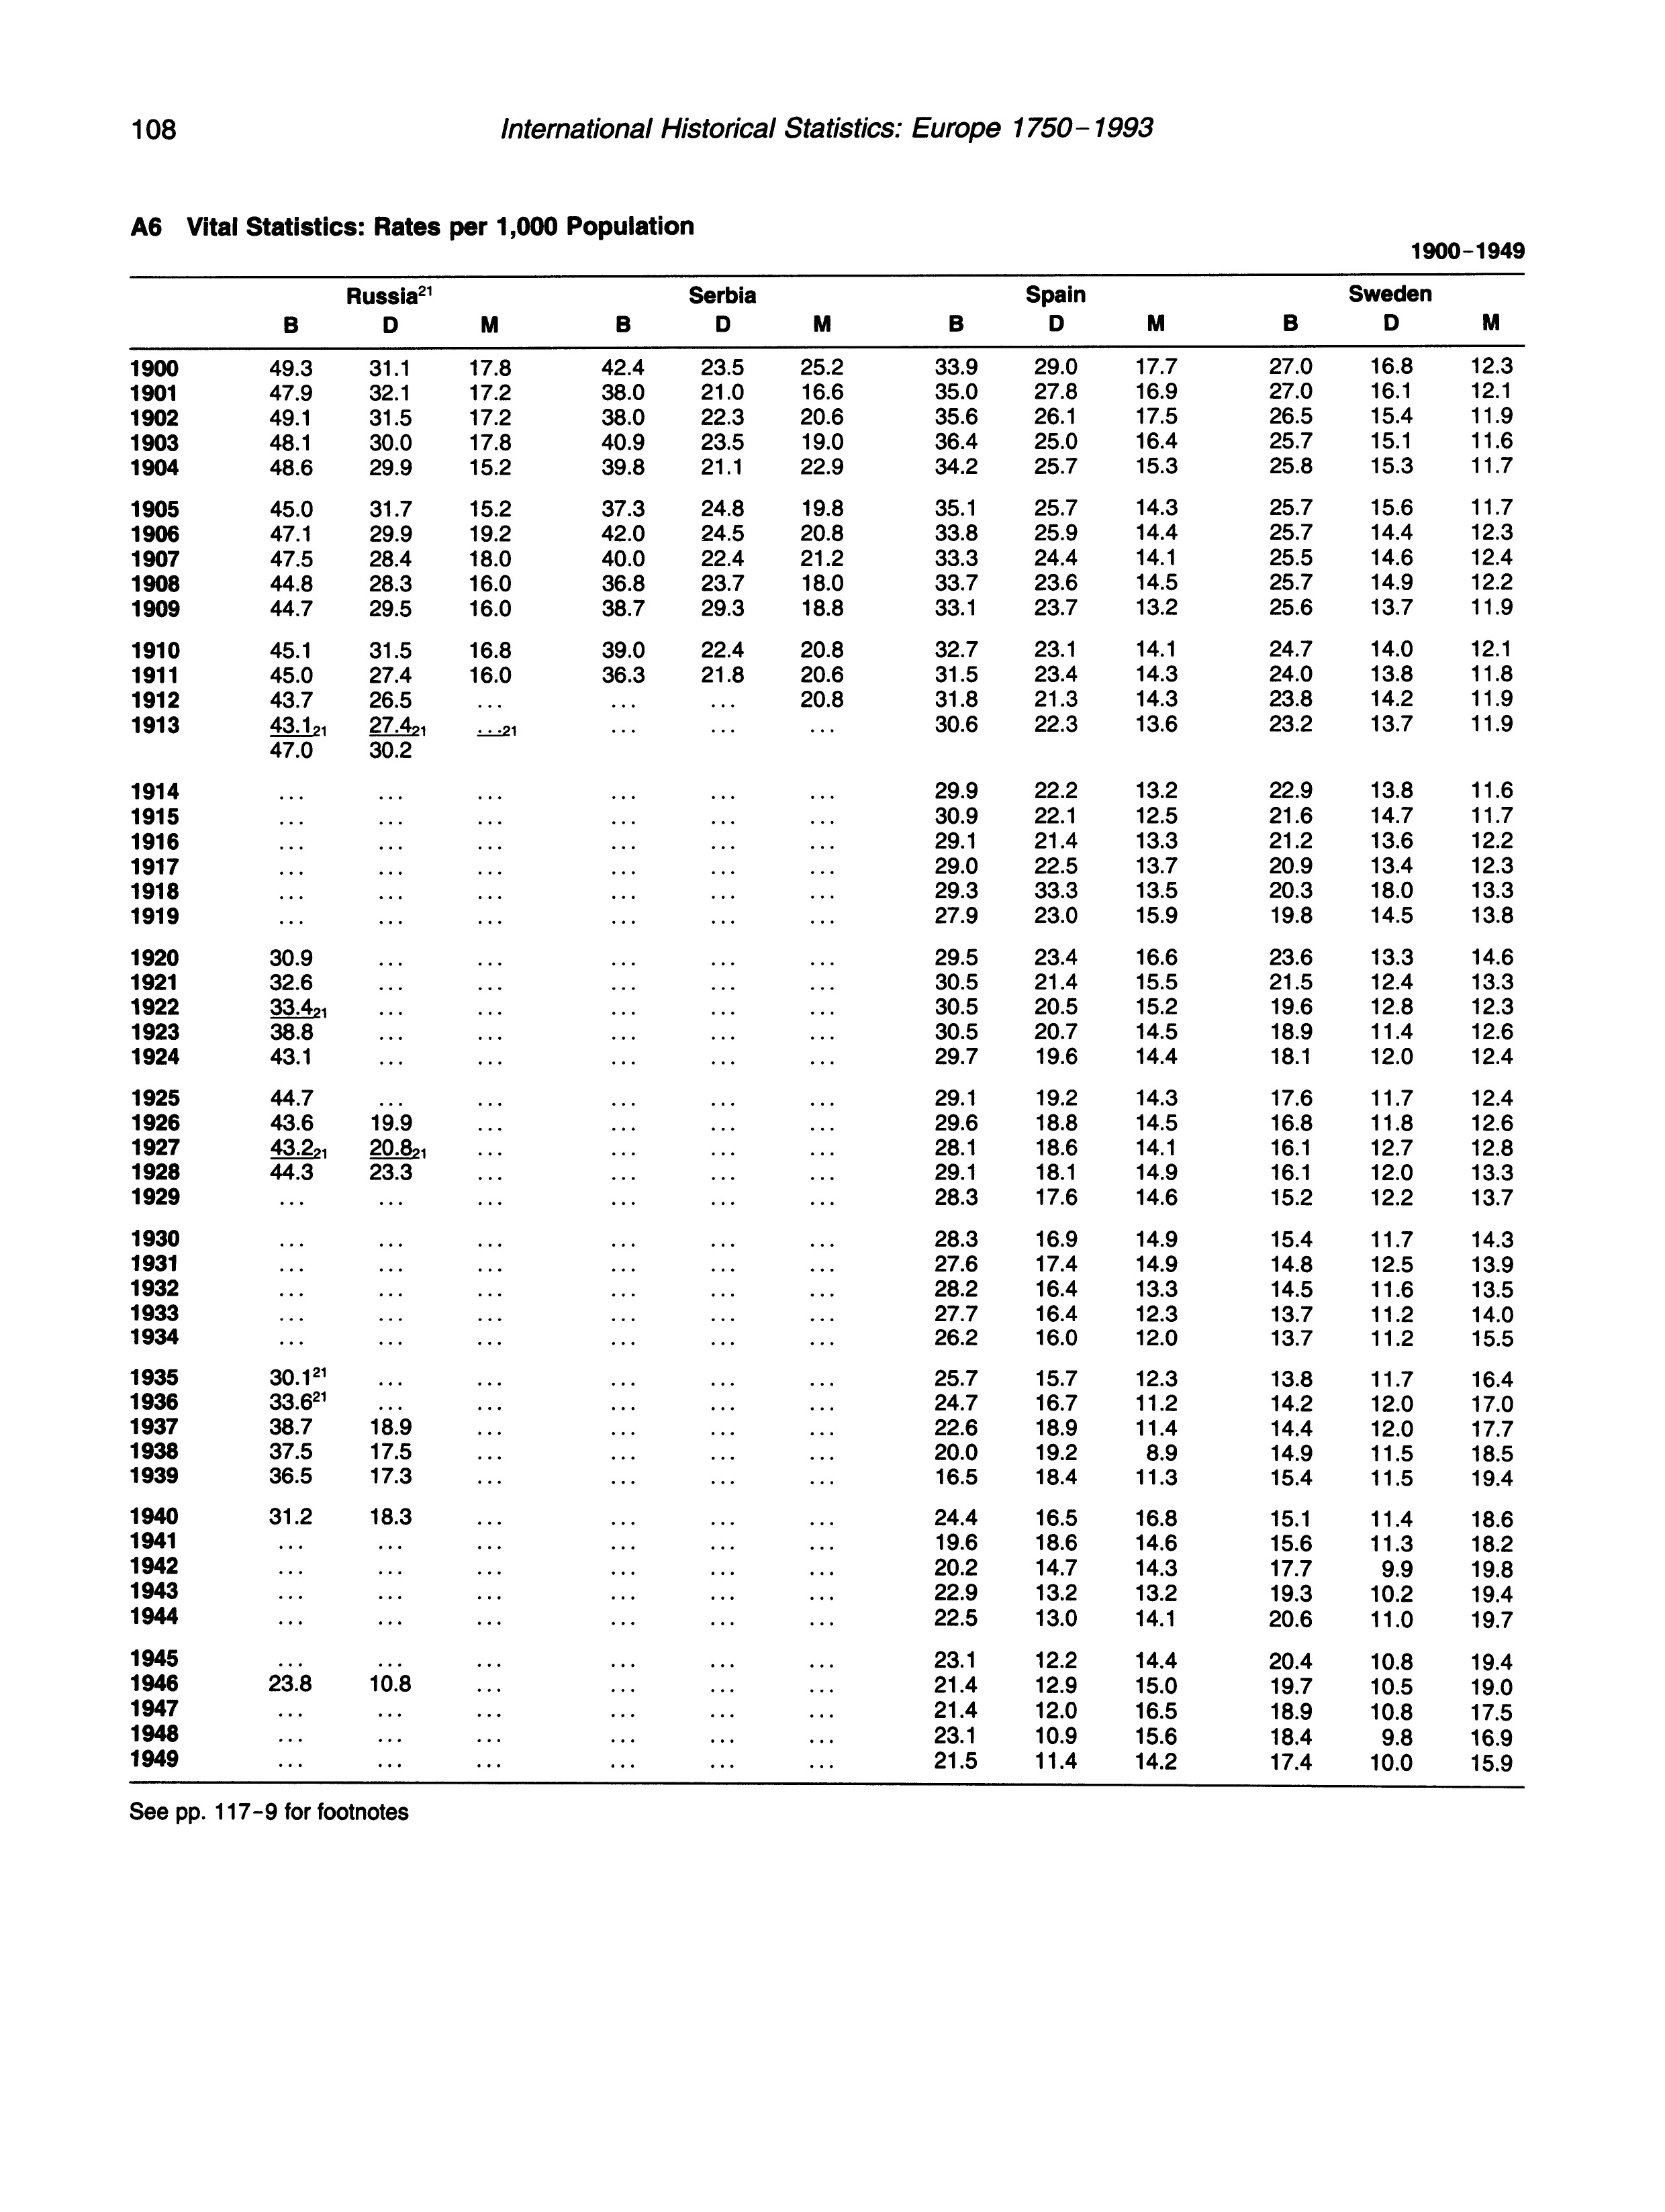 108 International Historical Statistics: Europe 1750–1993
A6 Vital Statistics: Rates per 1,000 Population
1900–1949
Russia21 Serbia Spain Sweden
B D M B D M B D M B D M
1900 49.3 31.1 17.8 42.4 23.5 25.2 33.9 29.0 17.7 27.0 16.8 12.3
1901 47.9 32.1 17.2 38.0 21.0 16.6 35.0 27.8 16.9 27.0 16.1 12.1
1902 49.1 31.5 17.2 38.0 22.3 20.6 35.6 26.1 17.5 26.5 15.4 11.9
1903 48.1 30.0 17.8 40.9 23.5 19.0 36.4 25.0 16.4 25.7 15.1 11.6
1904 48.6 29.9 15.2 39.8 21.1 22.9 34.2 25.7 15.3 25.8 15.3 11.7
1905 45.0 31.7 15.2 37.3 24.8 19.8 35.1 25.7 14.3 25.7 15.6 11.7
1906 47.1 29.9 19.2 42.0 24.5 20.8 33.8 25.9 14.4 25.7 14.4 12.3
1907 47.5 28.4 18.0 40.0 22.4 21.2 33.3 24.4 14.1 25.5 14.6 12.4
1908 44.8 28.3 16.0 36.8 23.7 18.0 33.7 23.6 14.5 25.7 14.9 12.2
1909 44.7 29.5 16.0 38.7 29.3 18.8 33.1 23.7 13.2 25.6 13.7 11.9
1910 45.1 31.5 16.8 39.0 22.4 20.8 32.7 23.1 14.1 24.7 14.0 12.1
1911 45.0 27.4 16.0 36.3 21.8 20.6 31.5 23.4 14.3 24.0 13.8 11.8
1912 43.7 26.5 ... ... ... 20.8 31.8 21.3 14.3 23.8 14.2 11.9
1913 43.121 27.421 ...21 ... ... ... 30.6 22.3 13.6 23.2 13.7 11.9
47.0 30.2
1914 ... ... ... ... ... ... 29.9 22.2 13.2 22.9 13.8 11.6
1915 ... ... ... ... ... ... 30.9 22.1 12.5 21.6 14.7 11.7
1916 ... ... ... ... ... ... 29.1 21.4 13.3 21.2 13.6 12.2
1917 ... ... ... ... ... ... 29.0 22.5 13.7 20.9 13.4 12.3
1918 ... ... ... ... ... ... 29.3 33.3 13.5 20.3 18.0 13.3
1919 ... ... ... ... ... ... 27.9 23.0 15.9 19.8 14.5 13.8
1920 30.9 ... ... ... ... ... 29.5 23.4 16.6 23.6 13.3 14.6
1921 32.6 ... ... ... ... ... 30.5 21.4 15.5 21.5 12.4 13.3
1922 33.421 ... ... ... ... ... 30.5 20.5 15.2 19.6 12.8 12.3
1923 38.8 ... ... ... ... ... 30.5 20.7 14.5 18.9 11.4 12.6
1924 43.1 ... ... ... ... ... 29.7 19.6 14.4 18.1 12.0 12.4
1925 44.7 ... ... ... ... ... 29.1 19.2 14.3 17.6 11.7 12.4
1926 43.6 19.9 ... ... ... ... 29.6 18.8 14.5 16.8 11.8 12.6
1927 43.221 20.821 ... ... ... ... 28.1 18.6 14.1 16.1 12.7 12.8
1928 44.3 23.3 ... ... ... ... 29.1 18.1 14.9 16.1 12.0 13.3
1929 ... ... ... ... ... ... 28.3 17.6 14.6 15.2 12.2 13.7
1930 ... ... ... ... ... ... 28.3 16.9 14.9 15.4 11.7 14.3
1931 ... ... ... ... ... ... 27.6 17.4 14.9 14.8 12.5 13.9
1932 ... ... ... ... ... ... 28.2 16.4 13.3 14.5 11.6 13.5
1933 ... ... ... ... ... ... 27.7 16.4 12.3 13.7 11.2 14.0
1934 ... ... ... ... ... ... 26.2 16.0 12.0 13.7 11.2 15.5
1935 30.121 ... ... ... ... ... 25.7 15.7 12.3 13.8 11.7 16.4
1936 33.621 ... ... ... ... ... 24.7 16.7 11.2 14.2 12.0 17.0
1937 38.7 18.9 ... ... ... ... 22.6 18.9 11.4 14.4 12.0 17.7
1938 37.5 17.5 ... ... ... ... 20.0 19.2 8.9 14.9 11.5 18.5
1939 36.5 17.3 ... ... ... ... 16.5 18.4 11.3 15.4 11.5 19.4
1940 31.2 18.3 ... ... ... ... 24.4 16.5 16.8 15.1 11.4 18.6
1941 ... ... ... ... ... ... 19.6 18.6 14.6 15.6 11.3 18.2
1942 ... ... ... ... ... ... 20.2 14.7 14.3 17.7 9.9 19.8
1943 ... ... ... ... ... ... 22.9 13.2 13.2 19.3 10.2 19.4
1944 ... ... ... ... ... ... 22.5 13.0 14.1 20.6 11.0 19.7
1945 ... ... ... ... ... ... 23.1 12.2 14.4 20.4 10.8 19.4
1946 23.8 10.8 ... ... ... ... 21.4 12.9 15.0 19.7 10.5 19.0
1947 ... ... ... ... ... ... 21.4 12.0 16.5 18.9 10.8 17.5
1948 ... ... ... ... ... ... 23.1 10.9 15.6 18.4 9.8 16.9
1949 ... ... ... ... ... ... 21.5 11.4 14.2 17.4 10.0 15.9
See pp. 117–9 for footnotes